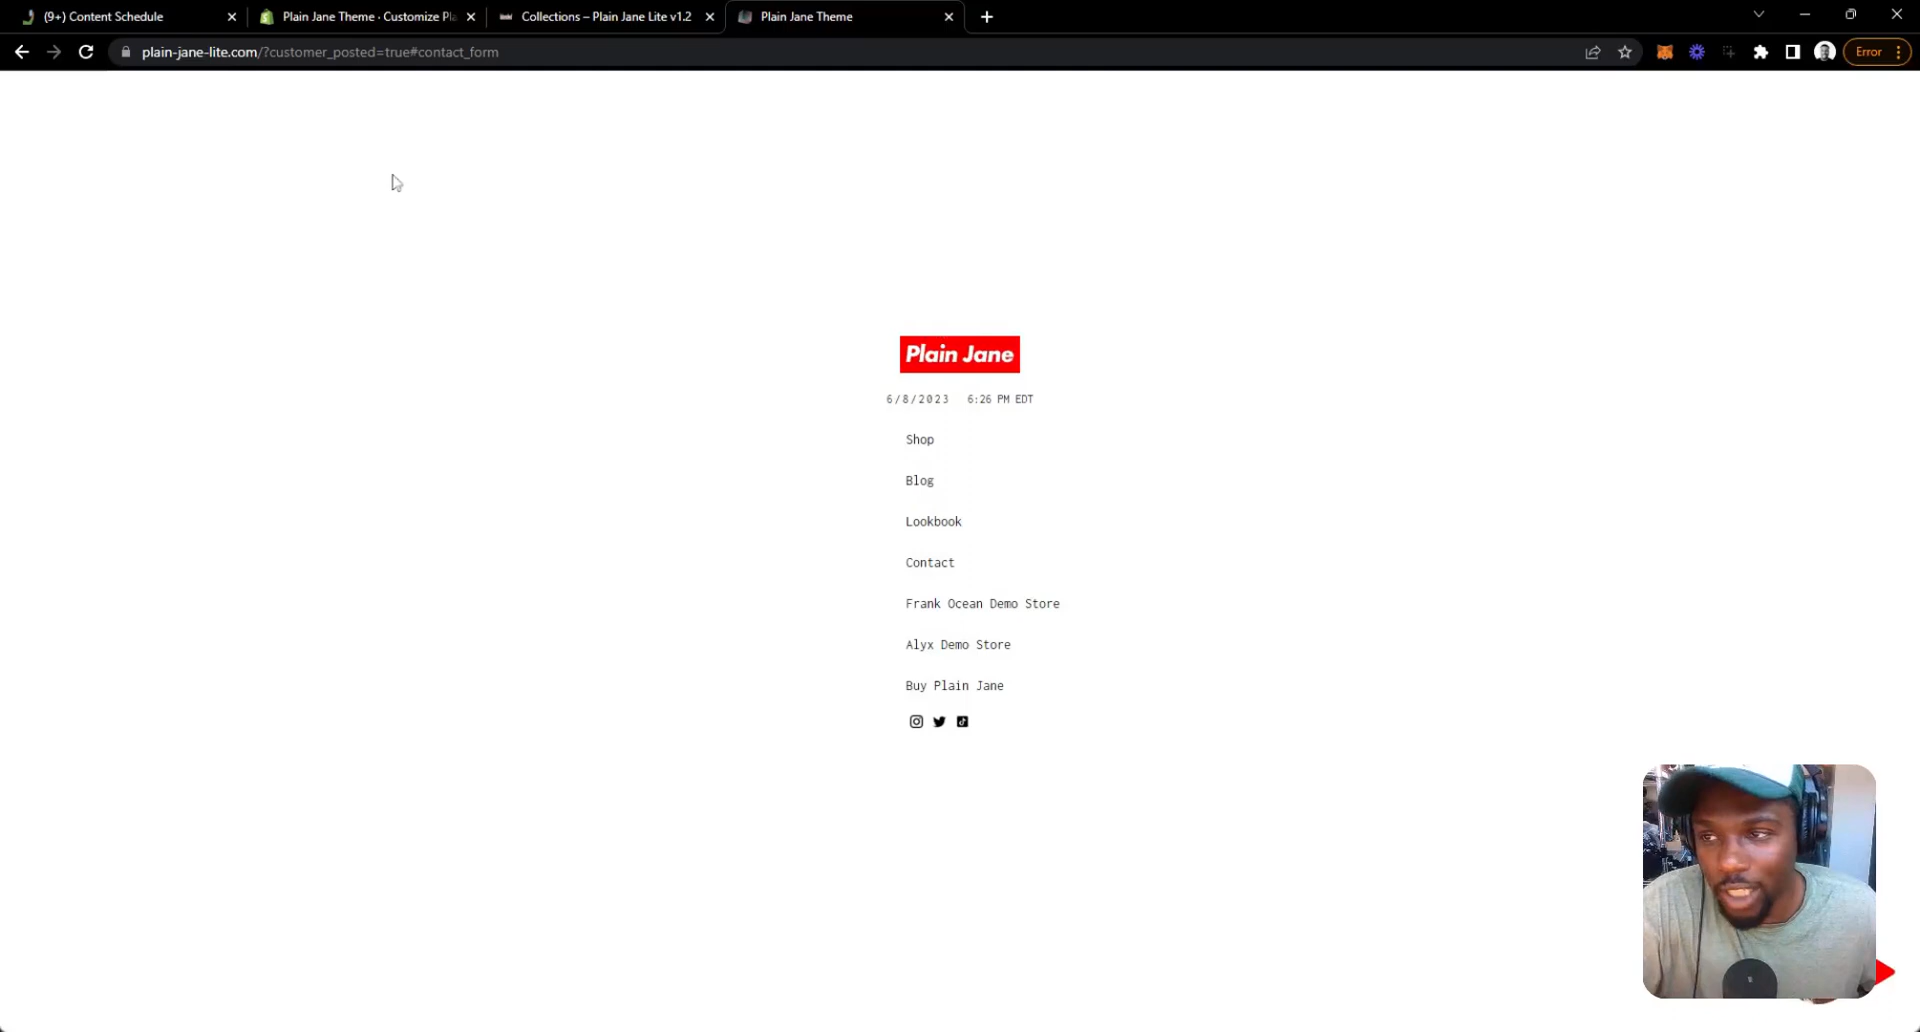 (9+) Content Schedule
Plain Jane Theme · Customize Pl
Collections – Plain Jane Lite v1.2
Plain Jane Theme
plain-jane-lite.com/?customer_posted=true#contact_form
Error
Plain Jane
6/8/2023 6:26 PM EDT
Shop
Blog
Lookbook
Contact
Frank Ocean Demo Store
Alyx Demo Store
Buy Plain Jane